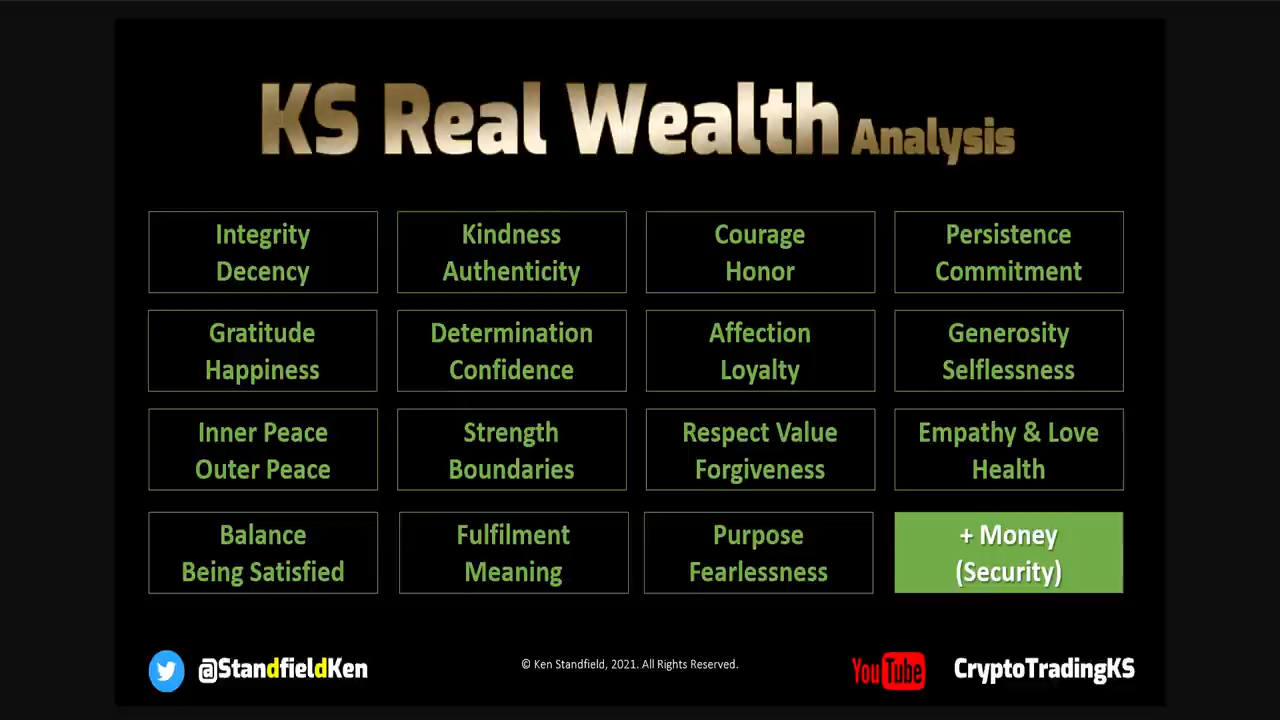 KS Real Wealth Analysis
Integrity
Decency
Kindness
Authenticity
Courage
Honor
Persistence
Commitment
Gratitude
Happiness
Determination
Confidence
Affection
Loyalty
Generosity
Selflessness
Inner Peace
Outer Peace
Strength
Boundaries
Respect Value
Forgiveness
Empathy & Love
Health
Balance
Being Satisfied
Fulfilment
Meaning
Purpose
Fearlessness
+ Money
(Security)
@StandfieldKen
© Ken Standfield, 2021. All Rights Reserved.
YouTube
CryptoTradingKS